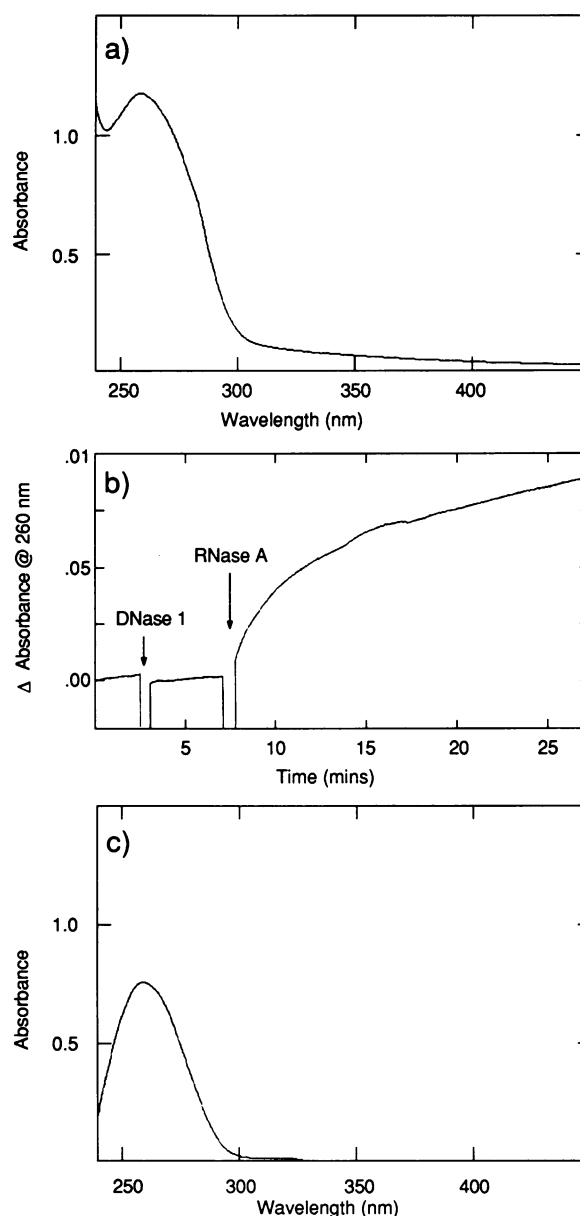 a)
Absorbance
1.0
0.5
250 300 350 400
Wavelength (nm)
b)
Δ Absorbance @ 260 nm
.01
.05
.00
DNase 1
RNase A
5 10 15 20 25
Time (mins)
c)
Absorbance
1.0
0.5
250 300 350 400
Wavelength (nm)